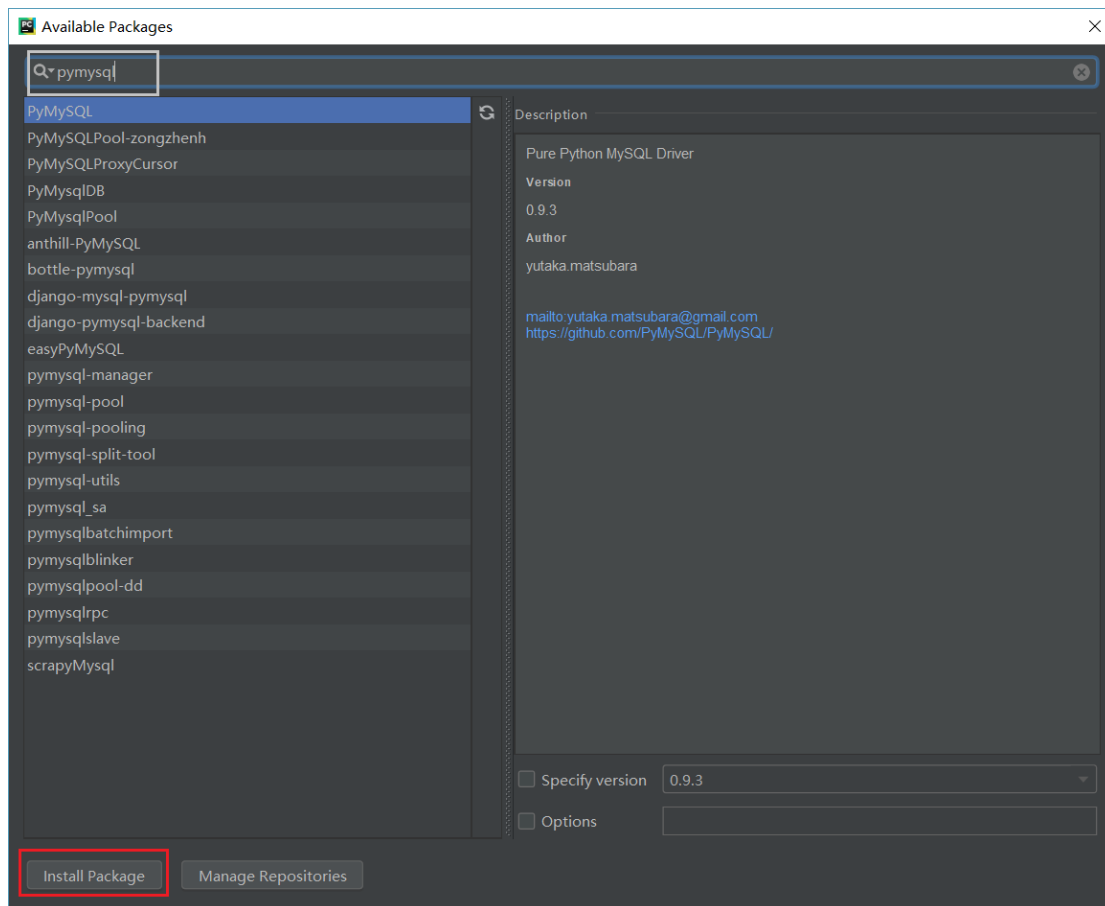 Available Packages
pymysql
PyMySQL
PyMySQLPool-zongzhenh
PyMySQLProxyCursor
PyMysqlDB
PyMysqlPool
anthill-PyMySQL
bottle-pymysql
django-mysql-pymysql
django-pymysql-backend
easyPyMySQL
pymysql-manager
pymysql-pool
pymysql-pooling
pymysql-split-tool
pymysql-utils
pymysql_sa
pymysqlbatchimport
pymysqlblinker
pymysqlpool-dd
pymysqlrpc
pymysqlslave
scrapyMysql
Description
Pure Python MySQL Driver
Version
0.9.3
Author
yutaka.matsubara
mailto:yutaka.matsubara@gmail.com
https://github.com/PyMySQL/PyMySQL/
Specify version 0.9.3
Options
Install Package Manage Repositories